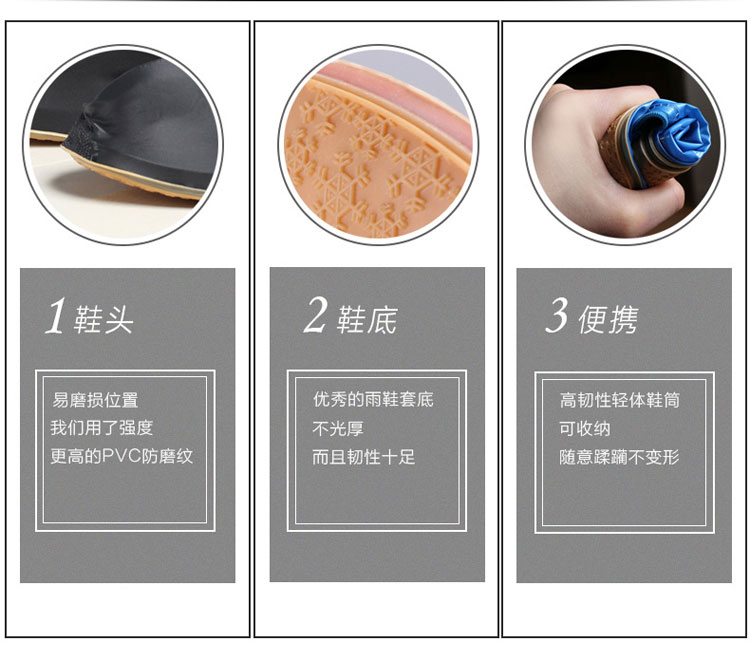 1 鞋头
易磨损位置
我们用了强度
更高的PVC防磨纹
2 鞋底
优秀的雨鞋套底
不光厚
而且韧性十足
3 便携
高韧性轻体鞋筒
可收纳
随意蹂躏不变形